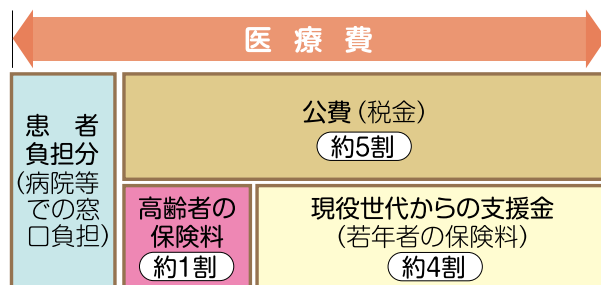 医療費
患者
負担分
(病院等
での窓
口負担)
公費(税金)
約5割
高齢者の
保険料
約1割
現役世代からの支援金
(若年者の保険料)
約4割